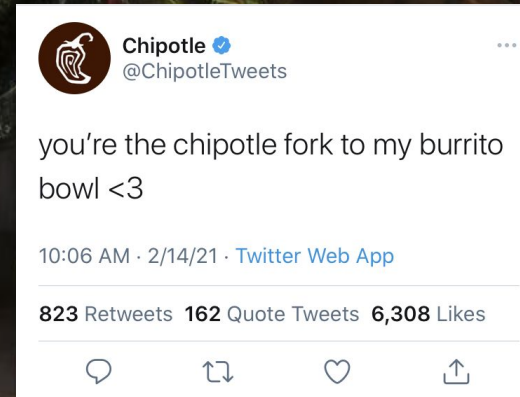 Chipotle
@ChipotleTweets
you’re the chipotle fork to my burrito
bowl <3
10:06 AM · 2/14/21 · Twitter Web App
823 Retweets 162 Quote Tweets 6,308 Likes